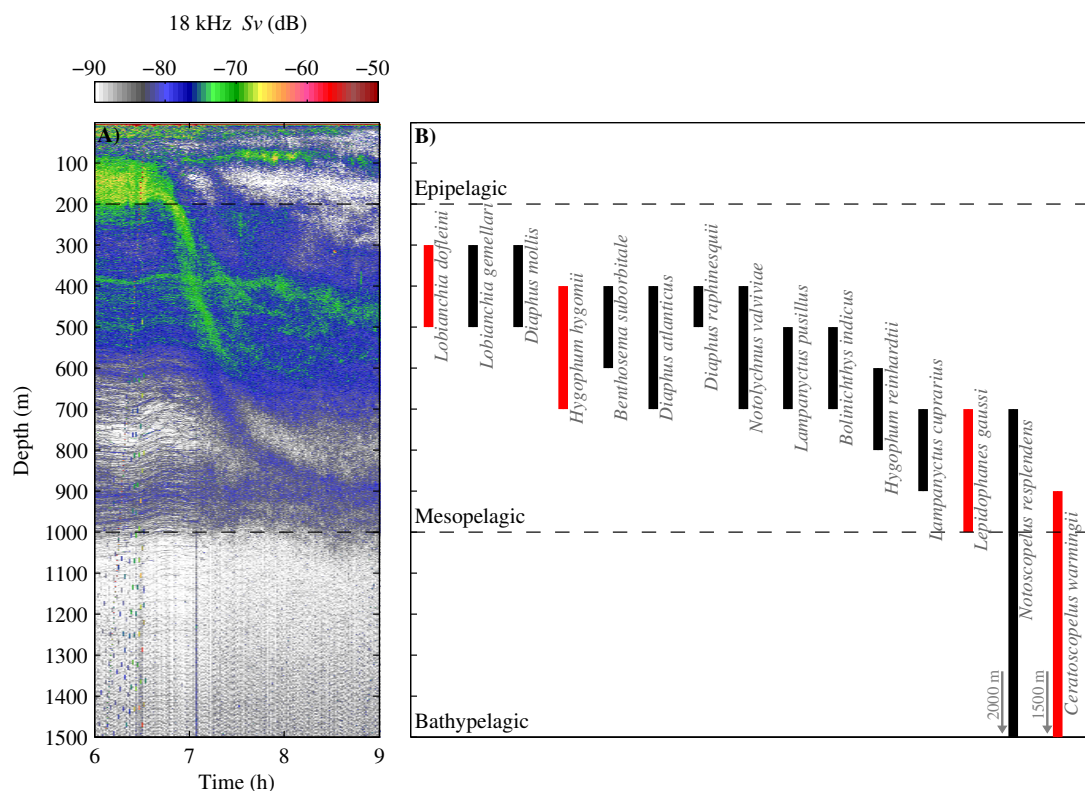 18 kHz Sv (dB)
−90 −80 −70 −60 −50
A)
B)
100
200
300
400
500
600
700
800
900
1000
1100
1200
1300
1400
1500
Depth (m)
6 7 8 9
Time (h)
Epipelagic
Mesopelagic
Bathypelagic
Lobianchia dofleini
Lobianchia gemellari
Diaphus mollis
Hygophum hygomii
Benthosema suborbitale
Diaphus atlanticus
Diaphus raphinesquii
Notolychnus valviviae
Lampanyctus pusillus
Bolinichthys indicus
Hygophum reinhardtii
Lampanyctus cuprarius
Lepidophanes gaussi
Notoscopelus resplendens
Ceratoscopelus warmingii
2000 m
1500 m